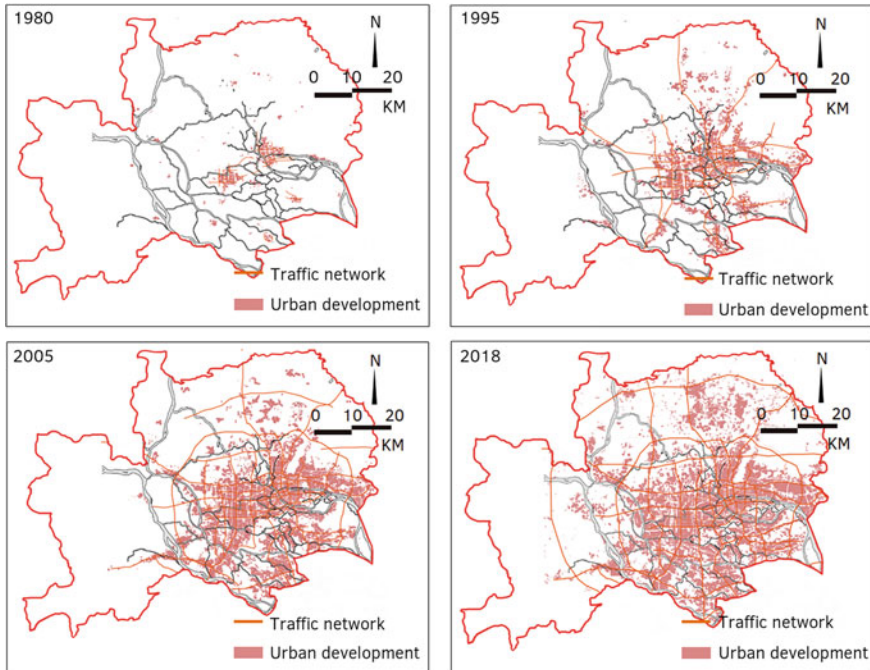 1980
N
0 10 20
KM
Traffic network
Urban development
1995
N
0 10 20
KM
Traffic network
Urban development
2005
N
0 10 20
KM
Traffic network
Urban development
2018
N
0 10 20
KM
Traffic network
Urban development